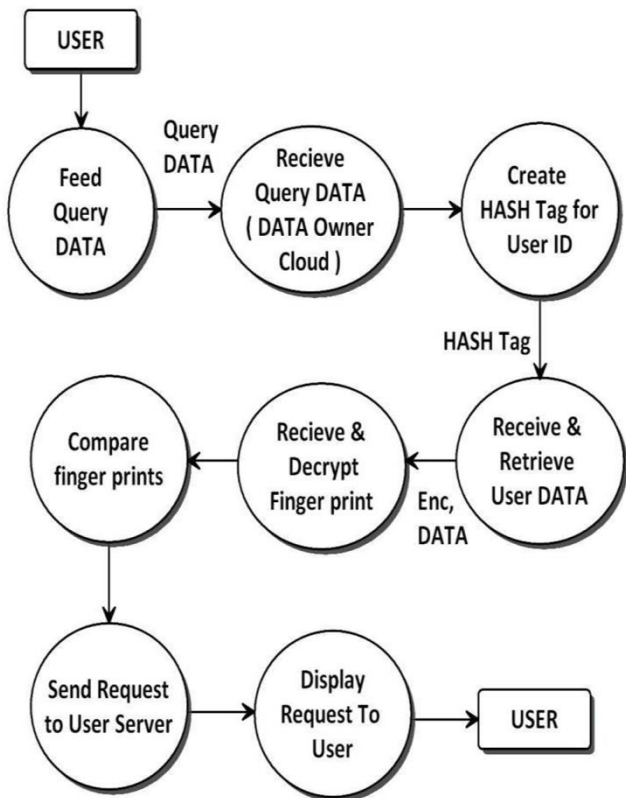 USER
Feed
Query
DATA
Query
DATA
Recieve
Query DATA
( DATA Owner
Cloud )
Create
HASH Tag for
User ID
HASH Tag
Receive &
Retrieve
User DATA
Enc,
DATA
Recieve &
Decrypt
Finger print
Compare
finger prints
Send Request
to User Server
Display
Request To
User
USER